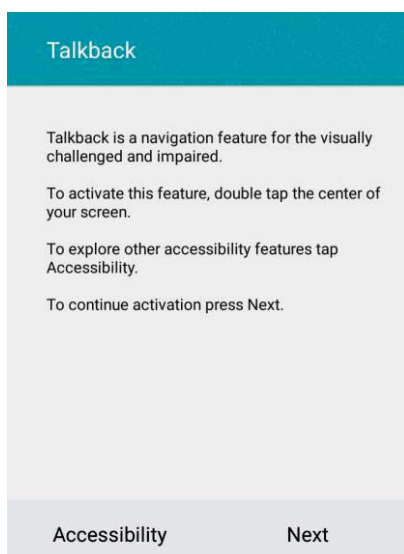 Talkback
Talkback is a navigation feature for the visually
challenged and impaired.
To activate this feature, double tap the center of
your screen.
To explore other accessibility features tap
Accessibility.
To continue activation press Next.
Accessibility
Next